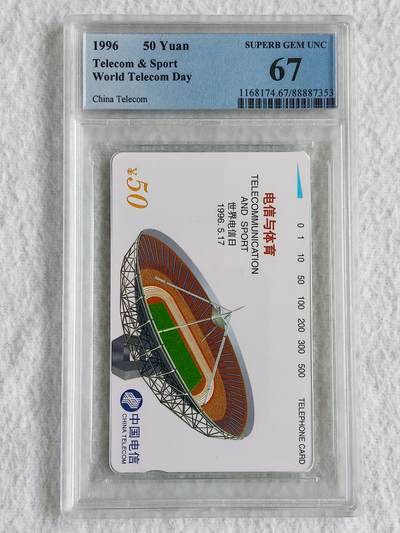 1996 50 Yuan
Telecom & Sport
World Telecom Day
China Telecom
SUPERB GEM UNC
67
1168174.67/88887353
¥50
电信与体育
TELECOMMUNICATION
AND SPORT
世界电信日
1996.5.17
0 1 10 50 100 200 300 500
TELEPHONE CARD
中国电信
CHINA TELECOM